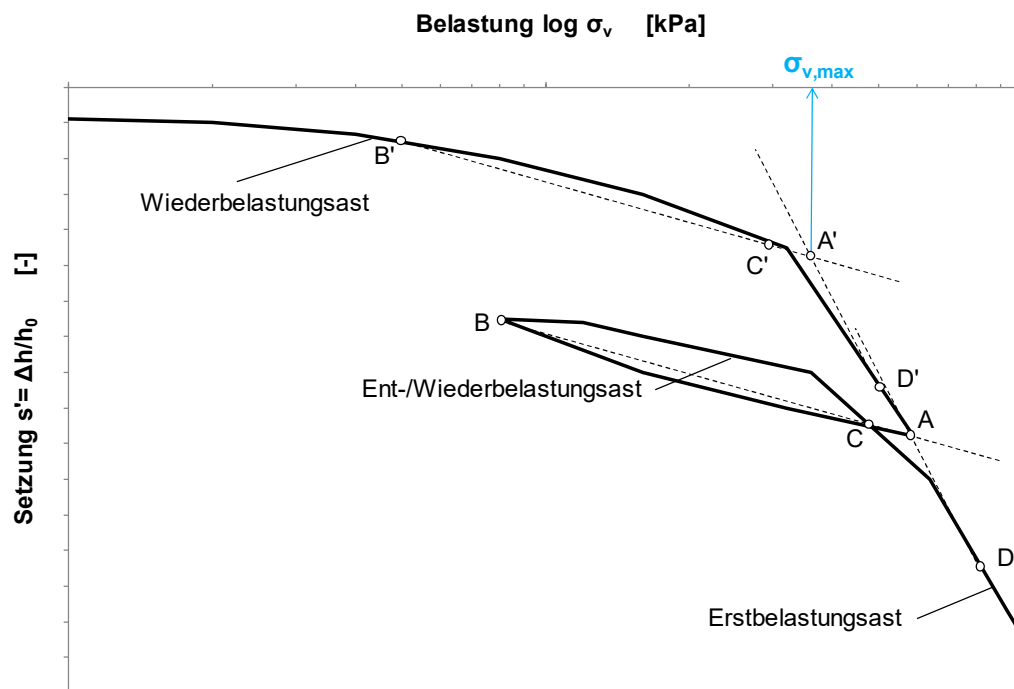 Belastung log σv [kPa]
σv,max
B'
Wiederbelastungsast
A'
C'
Setzung s'= Δh/h0 [-]
B
Ent-/Wiederbelastungsast
D'
A
C
D
Erstbelastungsast